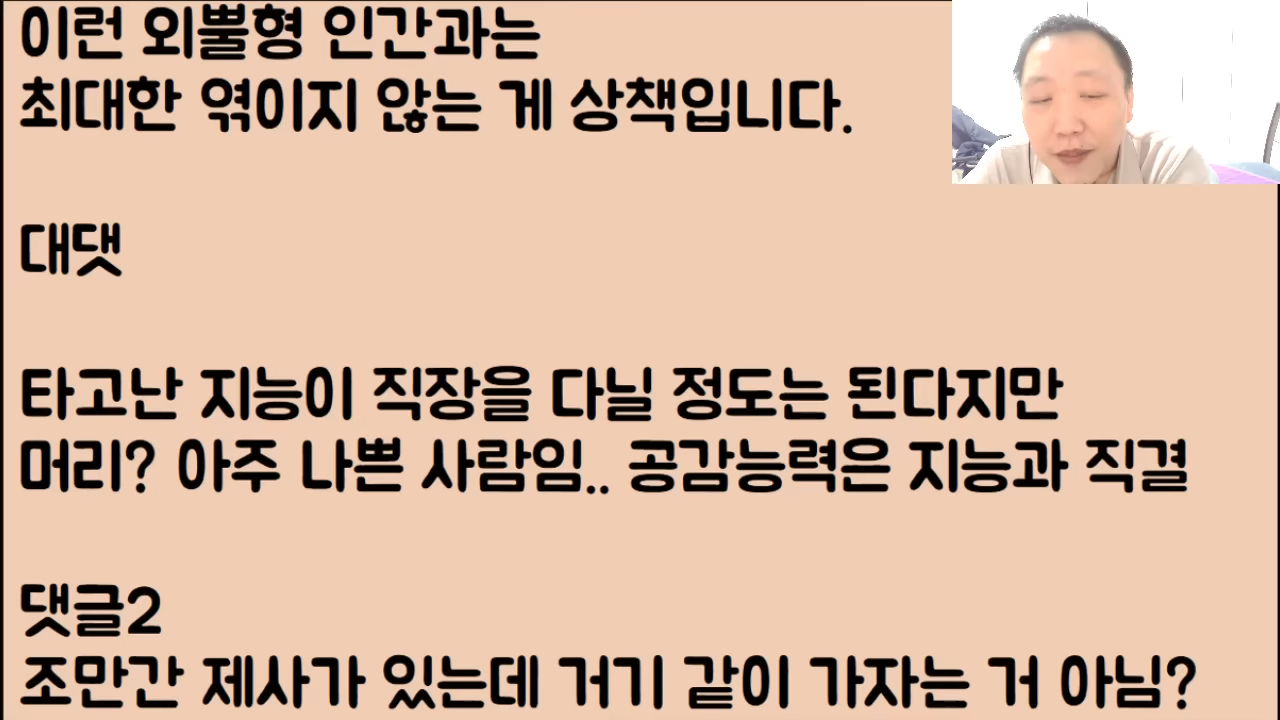 이런 외뿔형 인간과는
최대한 엮이지 않는 게 상책입니다.
대댓
타고난 지능이 직장을 다닐 정도는 된다지만
머리? 아주 나쁜 사람임.. 공감능력은 지능과 직결
댓글2
조만간 제사가 있는데 거기 같이 가자는 거 아님?